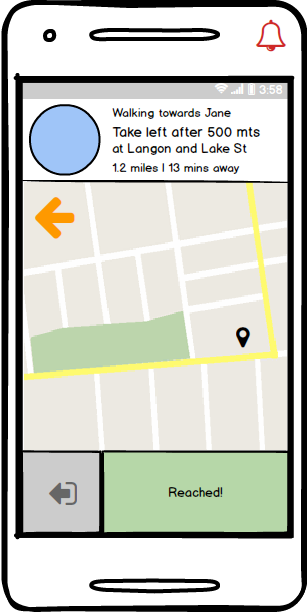 3:58
Walking towards Jane
Take left after 500 mts
at Langon and Lake St
1.2 miles | 13 mins away
Reached!